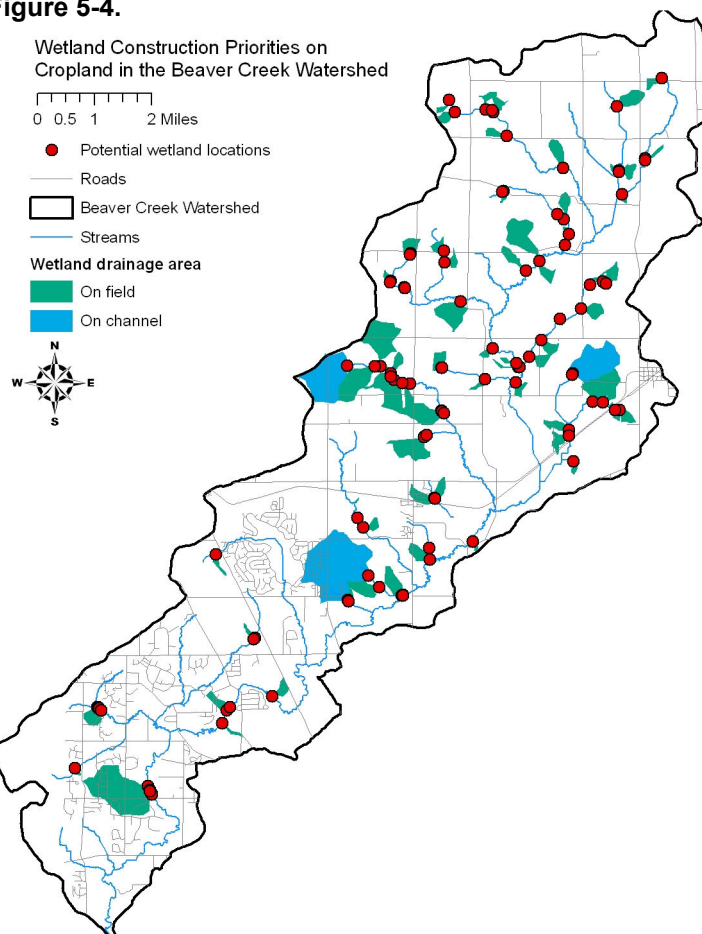 igure 5-4.
Wetland Construction Priorities on
Cropland in the Beaver Creek Watershed
0 0.5 1 2 Miles
Potential wetland locations
Roads
Beaver Creek Watershed
Streams
Wetland drainage area
On field
On channel
N
W E
S